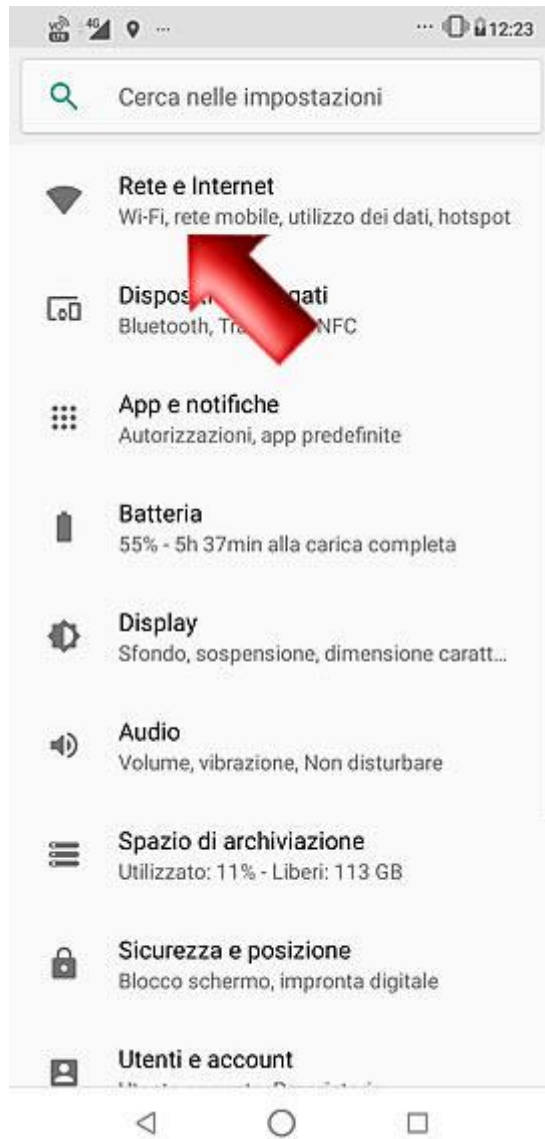 4G 12:23
Cerca nelle impostazioni
Rete e Internet
Wi-Fi, rete mobile, utilizzo dei dati, hotspot
Bluetooth, NFC
App e notifiche
Autorizzazioni, app predefinite
Batteria
55% - 5h 37min alla carica completa
Display
Sfondo, sospensione, dimensione caratt...
Audio
Volume, vibrazione, Non disturbare
Spazio di archiviazione
Utilizzato: 11% - Liberi: 113 GB
Sicurezza e posizione
Blocco schermo, impronta digitale
Utenti e account